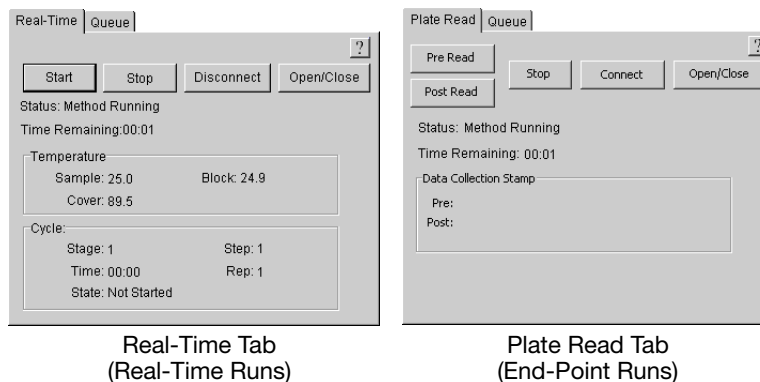 Real-Time Queue
?
Start Stop Disconnect Open/Close
Status: Method Running
Time Remaining:00:01
Temperature
Sample: 25.0 Block: 24.9
Cover: 89.5
Cycle:
Stage: 1 Step: 1
Time: 00:00 Rep: 1
State: Not Started
Real-Time Tab
(Real-Time Runs)
Plate Read Queue
?
Pre Read
Post Read
Stop Connect Open/Close
Status: Method Running
Time Remaining: 00:01
Data Collection Stamp
Pre:
Post:
Plate Read Tab
(End-Point Runs)